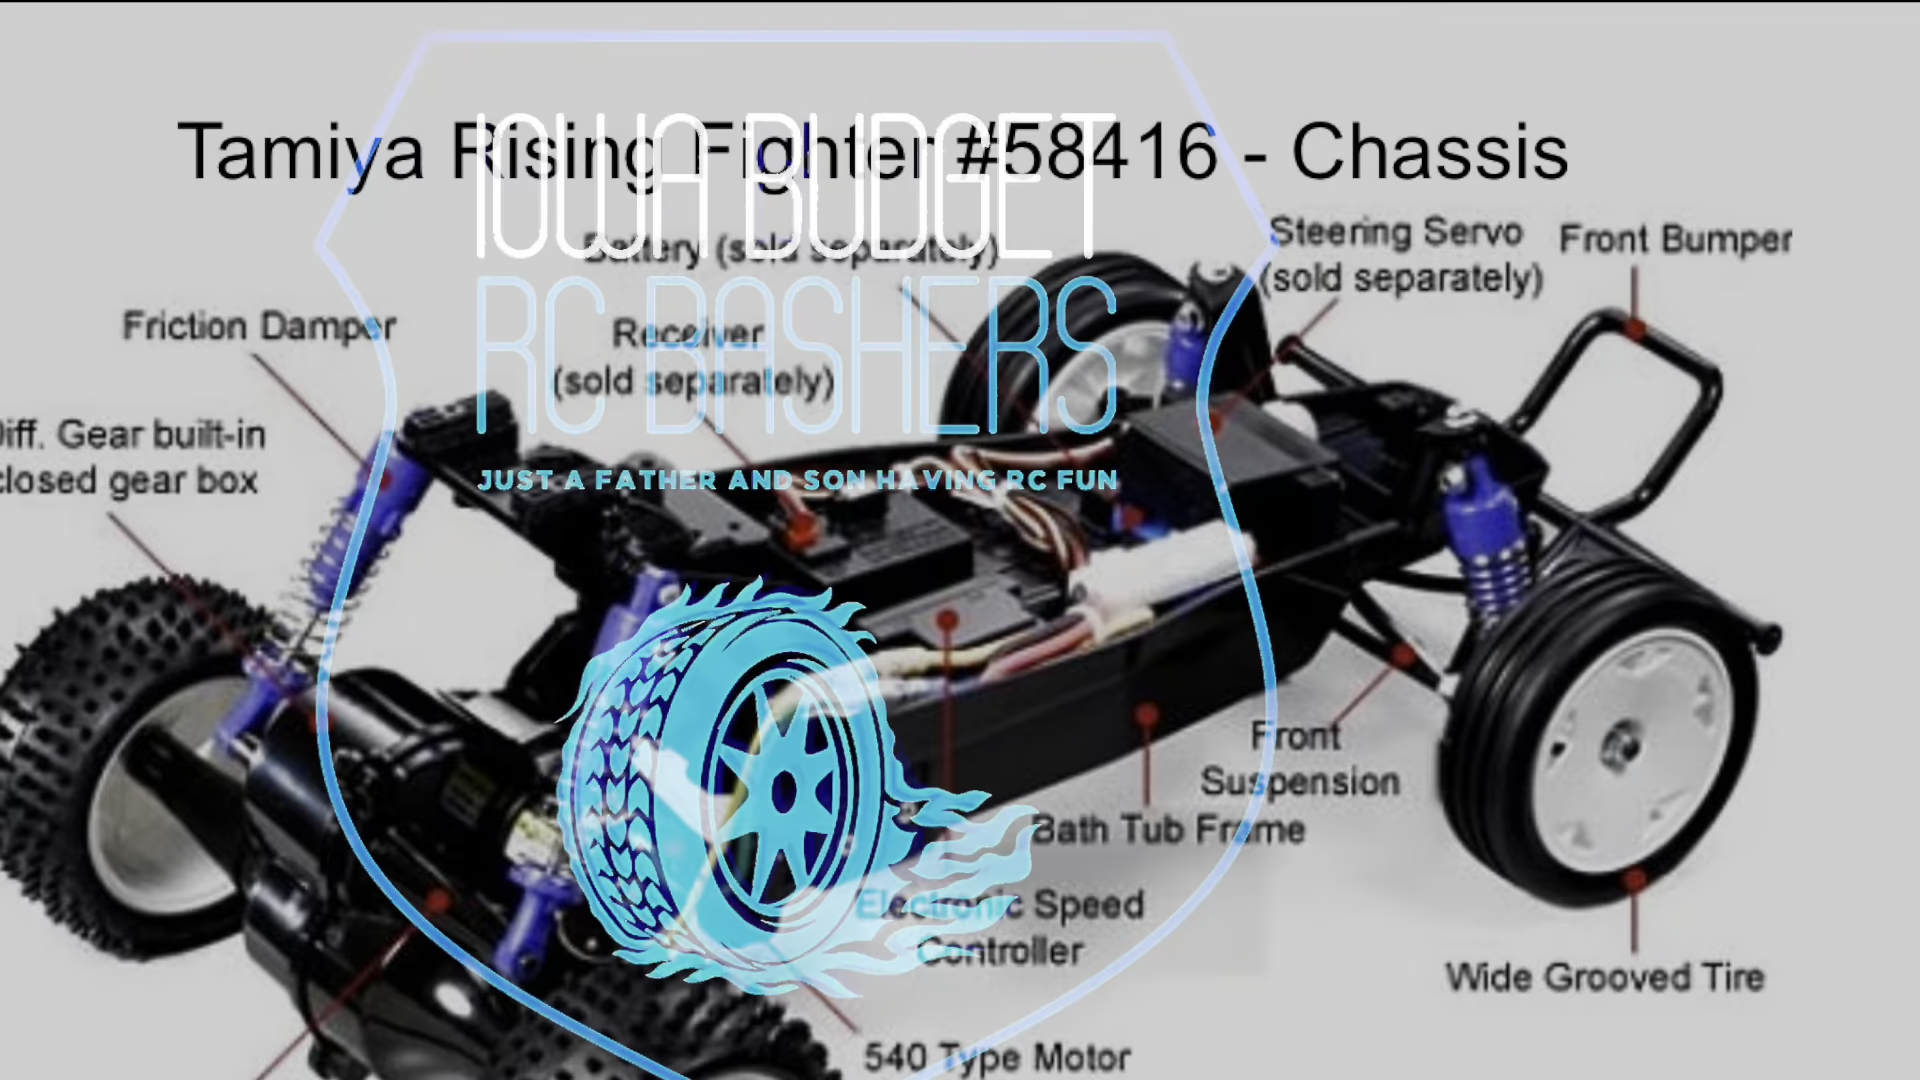 Tamiya Rising Fighter #58416 - Chassis
IOWA BUDGET
RC BASHERS
JUST A FATHER AND SON HAVING RC FUN
Battery (sold separately)
Steering Servo
(sold separately)
Front Bumper
Friction Damper
Receiver
(sold separately)
Diff. Gear built-in
closed gear box
Front
Suspension
Bath Tub Frame
Electronic Speed
Controller
Wide Grooved Tire
540 Type Motor